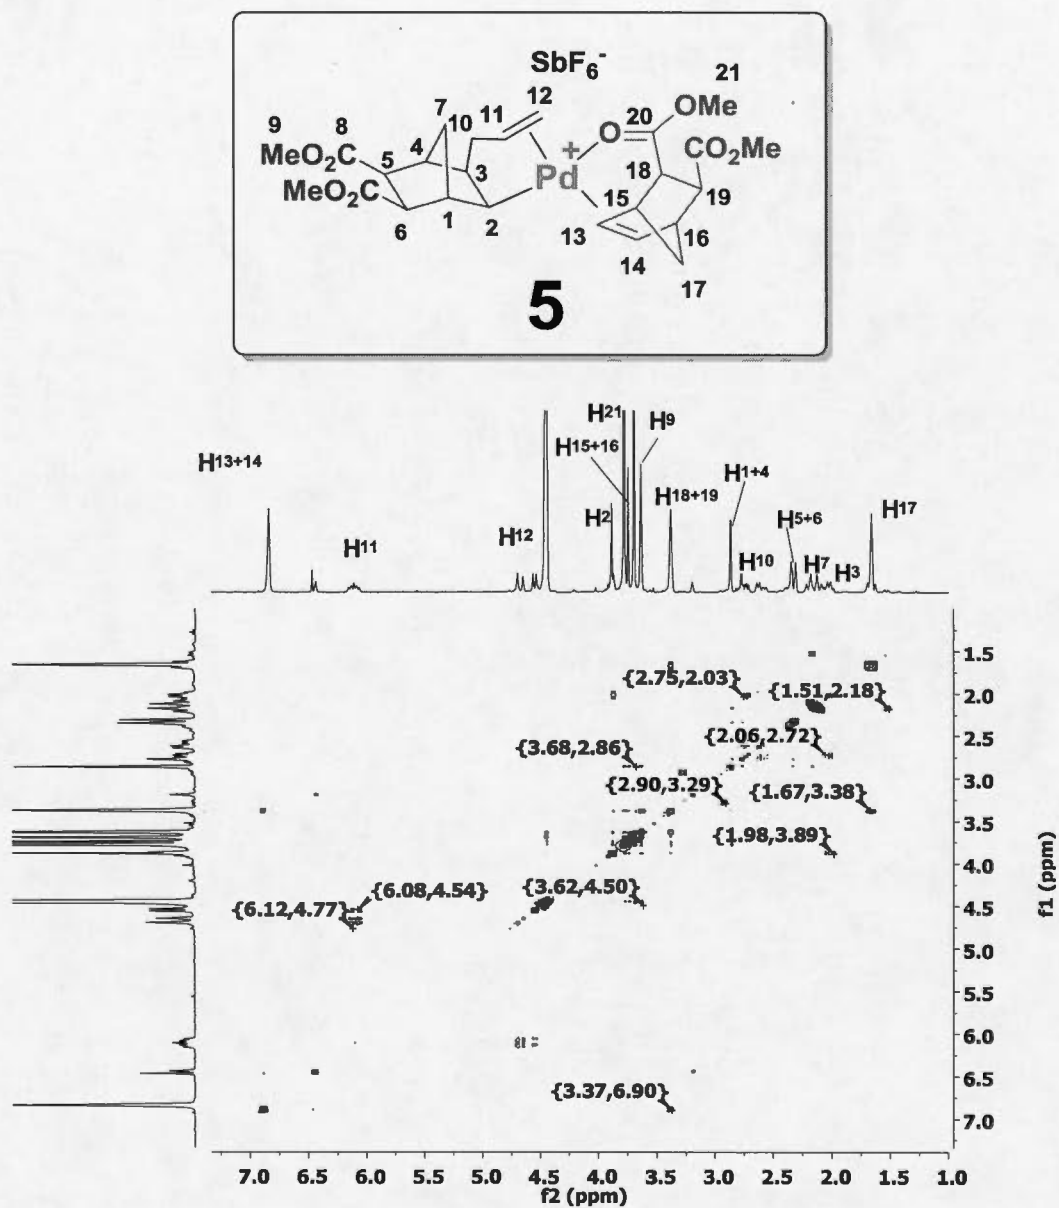 SbF6-
21
12
7
10
11
20
OMe
9
8
O
+
MeO2C
4
CO2Me
5
18
MeO2C
3
Pd
15
19
6
1
2
13
16
14
17
5
H21
H9
H15+16
H13+14
H18+19
H1+4
H2
H5+6
H17
H12
H11
H10
H7
H3
1.5
{2.75,2.03}
{1.51,2.18}
2.0
{3.68,2.86}
{2.06,2.72}
2.5
3.0
{2.90,3.29}
{1.67,3.38}
3.5
{1.98,3.89}
4.0
{6.12,4.77}
{6.08,4.54}
{3.62,4.50}
4.5
5.0
5.5
6.0
6.5
{3.37,6.90}
7.0
f1 (ppm)
7.0 6.5 6.0 5.5 5.0 4.5 4.0 3.5 3.0 2.5 2.0 1.5 1.0
f2 (ppm)